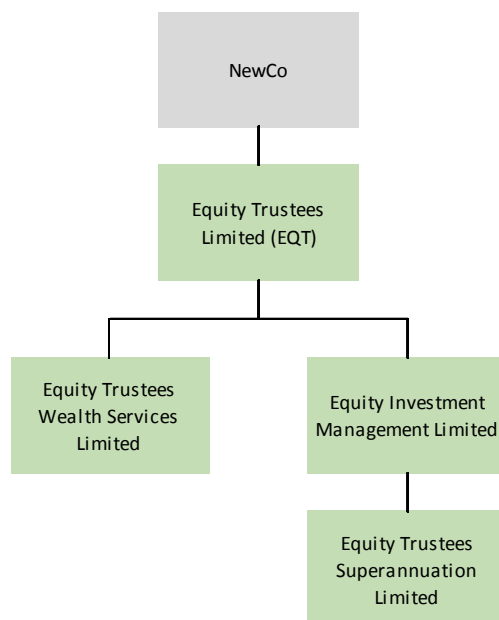 NewCo
Equity Trustees
Limited (EQT)
Equity Trustees
Wealth Services
Limited
Equity Investment
Management Limited
Equity Trustees
Superannuation
Limited